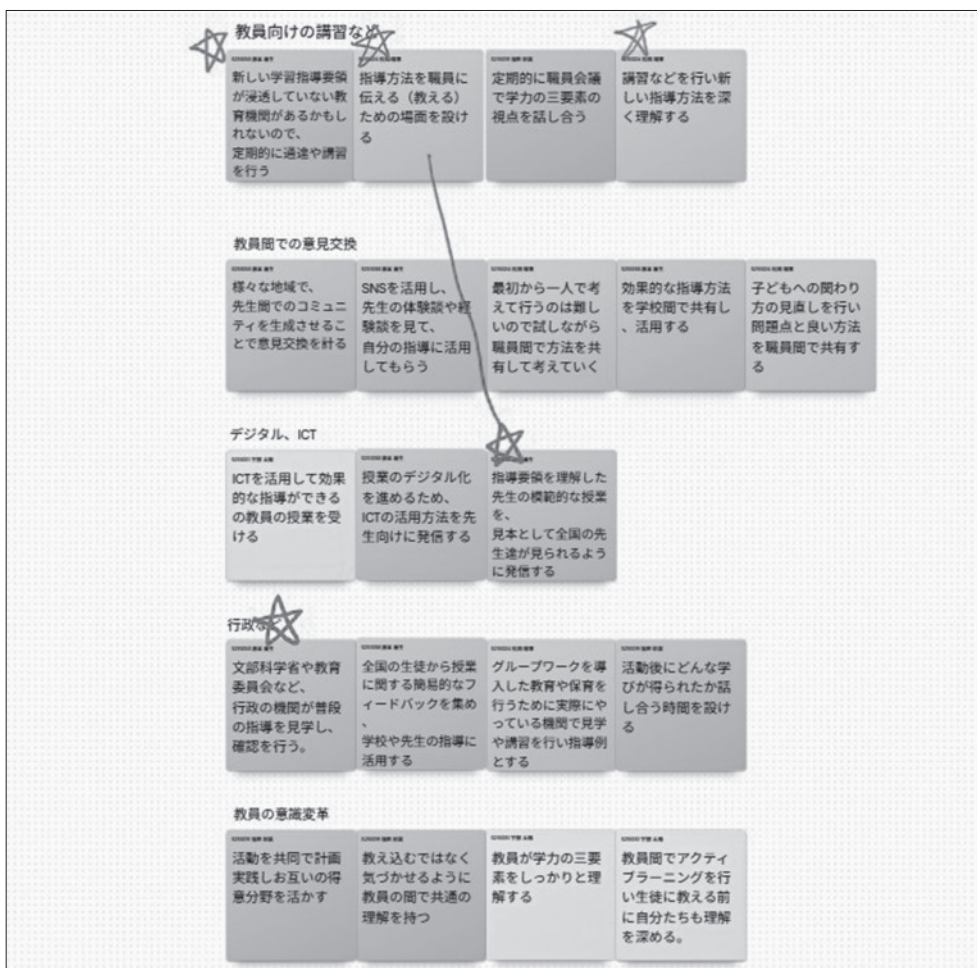 教員向けの講習など
新しい学習指導要領
が浸透していない教
育機関があるかもし
れないので、
定期的に通達や講習
を行う
指導方法を職員に
伝える（教える）
ための場面を設け
る
定期的に職員会議
で学力の三要素の
視点を話し合う
講習などを行い新
しい指導方法を深
く理解する
教員間での意見交換
様々な地域で、
先生間でのコミュニ
ティを生成させるこ
とで意見交換を計る
SNSを活用し、
先生の体験談や経
験談を見て、
自分の指導に活用
してもらう
最初から一人で考
えて行うのは難し
いので試しながら
職員間で方法を共
有して考えていく
効果的な指導方法
を学校間で共有し
、活用する
子どもへの関わり
方の見直しを行い
問題点と良い方法
を職員間で共有す
る
デジタル、ICT
ICTを活用して効果
的な指導ができる
の教員の授業を受
ける
授業のデジタル化
を進めるため、
ICTの活用方法を先
生向けに発信する
指導要領を理解した
先生の模範的な授業
を、
見本として全国の先
生達が見られるよう
に発信する
行政など
文部科学省や教育
委員会など、
行政の機関が普段
の指導を見学し、
確認を行う。
全国の生徒から授業
に関する簡易的なフ
ィードバックを集め
、
学校や先生の指導に
活用する
グループワークを導
入した教育や保育を
行うために実際にや
っている機関で見学
や講習を行い指導例
とする
活動後にどんな学
びが得られたか話
し合う時間を設け
る
教員の意識変革
活動を共同で計画
実践しお互いの得
意分野を活かす
教え込むではなく
気づかせるように
教員の間で共通の
理解を持つ
教員が学力の三要
素をしっかりと理
解する
教員間でアクティ
ブラーニングを行
い生徒に教える前
に自分たちも理解
を深める。